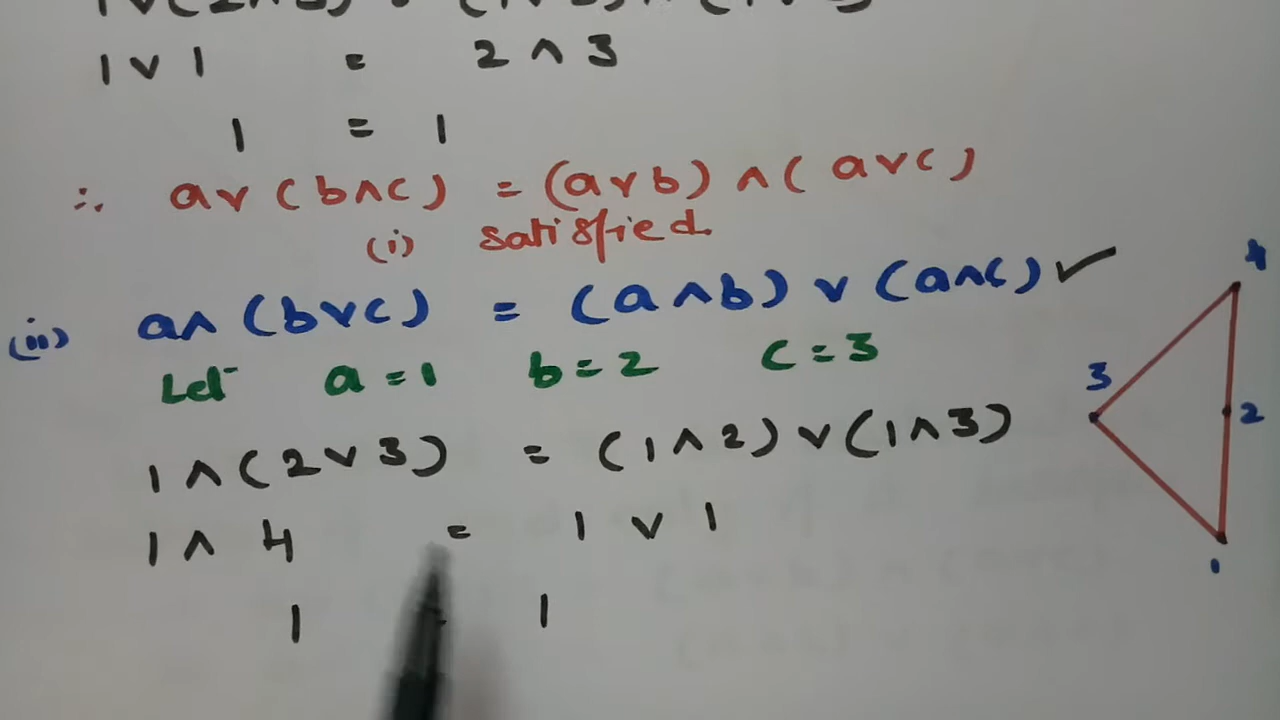 1 ∨ 1 = 2 ∧ 3
1 = 1
∴ a ∨ (b ∧ c) = (a ∨ b) ∧ (a ∨ c)
(i) satisfied.
(ii) a ∧ (b ∨ c) = (a ∧ b) ∨ (a ∧ c) ✓
Let a = 1 b = 2 c = 3
1 ∧ (2 ∨ 3) = (1 ∧ 2) ∨ (1 ∧ 3)
1 ∧ 4 = 1 ∨ 1
1 1
4
3
2
1